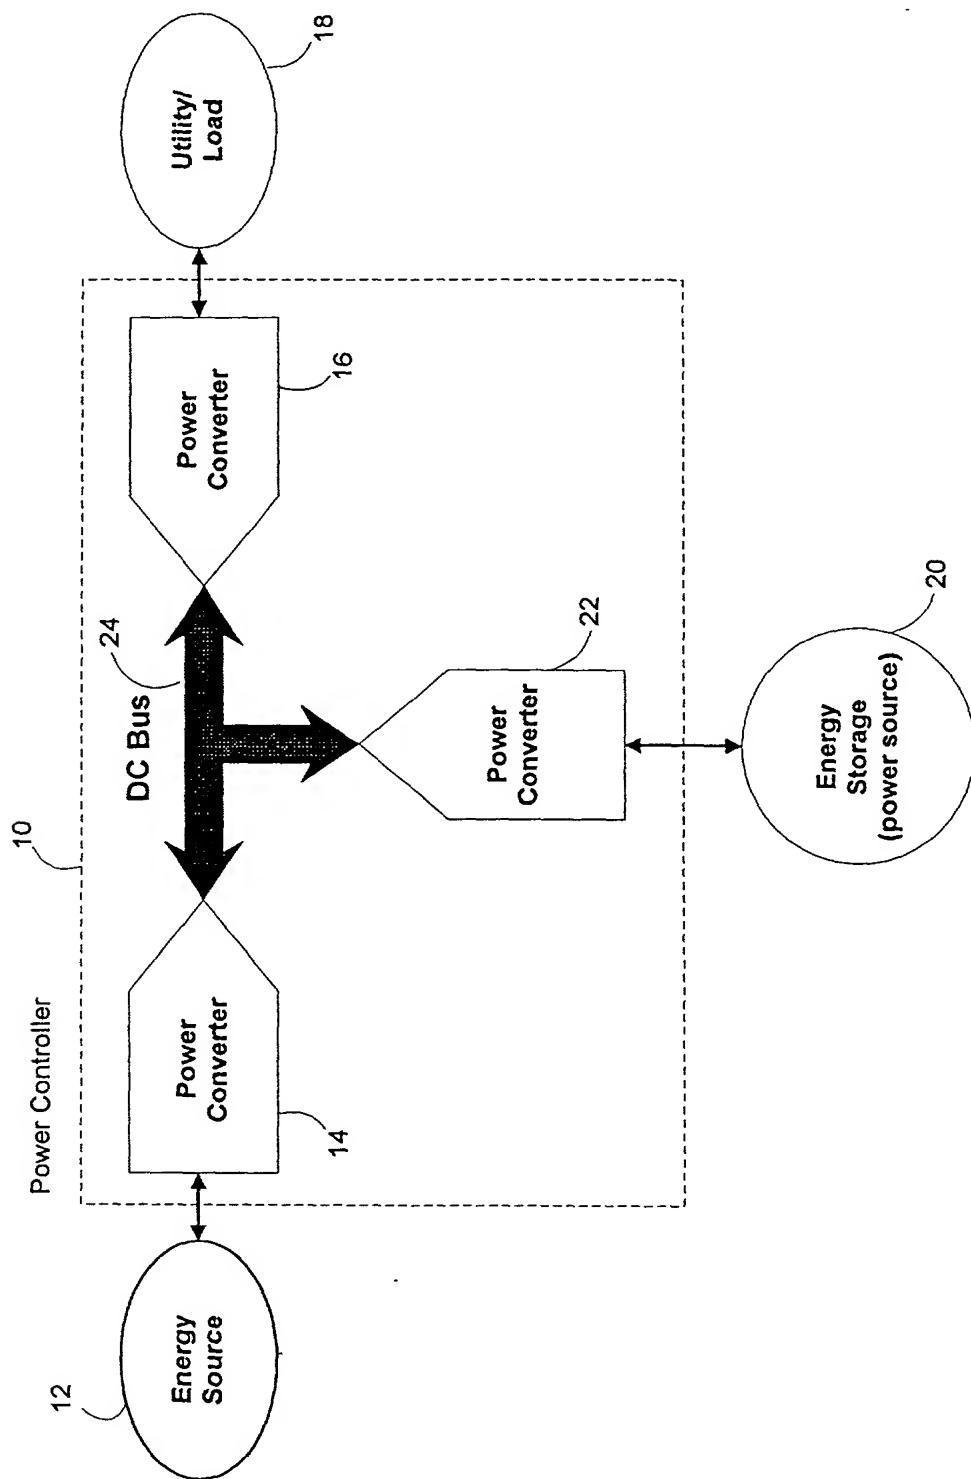 Power Controller
10
12
Energy
Source
14
Power
Converter
DC Bus
24
Power
Converter
16
Utility/
Load
18
Power
Converter
22
Energy
Storage
(power source)
20